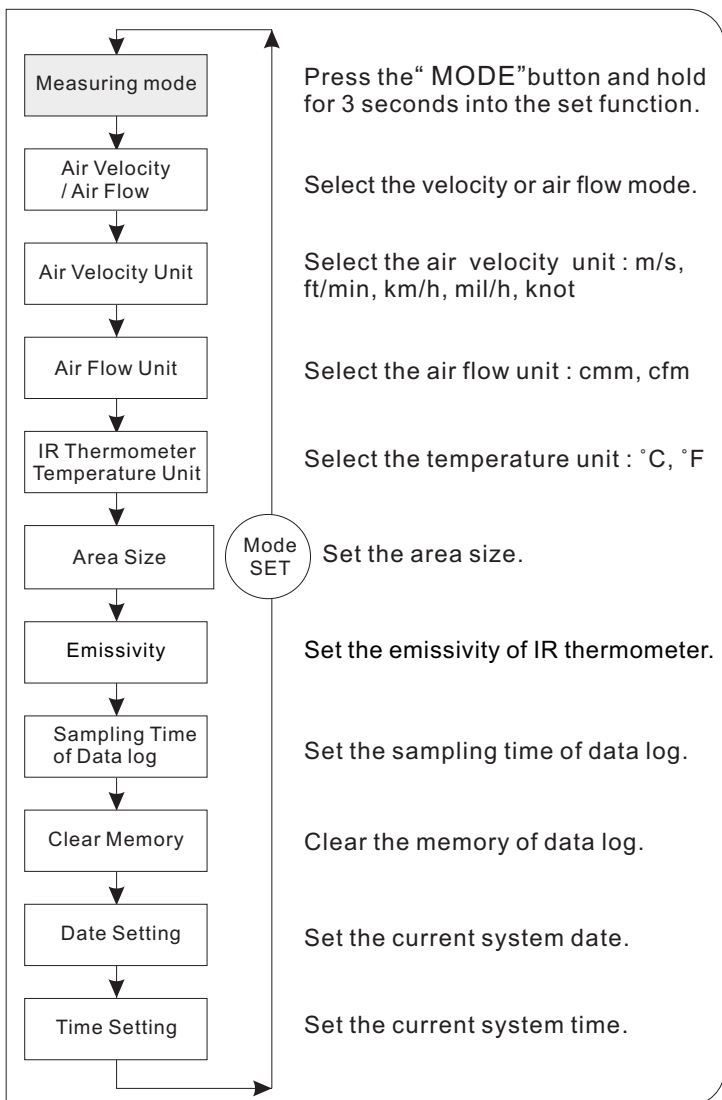 Measuring mode
Press the“ MODE”button and hold
for 3 seconds into the set function.
Air Velocity
/ Air Flow
Select the velocity or air flow mode.
Air Velocity Unit
Select the air velocity unit : m/s,
ft/min, km/h, mil/h, knot
Air Flow Unit
Select the air flow unit : cmm, cfm
IR Thermometer
Temperature Unit
Select the temperature unit : ˚C, ˚F
Area Size
Mode
SET
Set the area size.
Emissivity
Set the emissivity of IR thermometer.
Sampling Time
of Data log
Set the sampling time of data log.
Clear Memory
Clear the memory of data log.
Date Setting
Set the current system date.
Time Setting
Set the current system time.